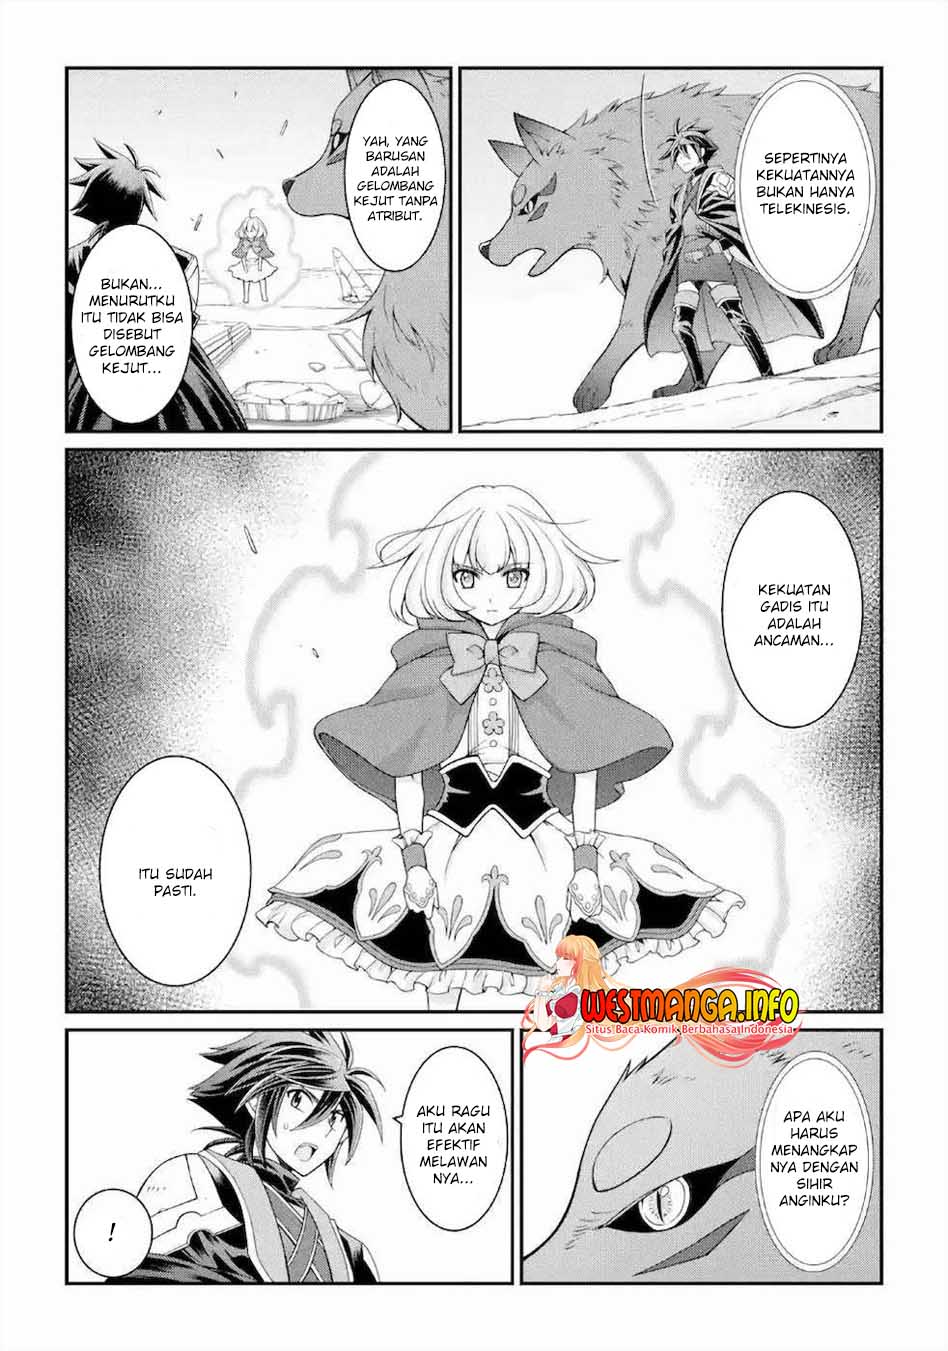 SEPERTINYA
KEKUATANNYA
BUKAN HANYA
TELEKINESIS.
YAH, YANG
BARUSAN
ADALAH
GELOMBANG
KEJUT TANPA
ATRIBUT.
BUKAN...
MENURUTKU
ITU TIDAK BISA
DISEBUT
GELOMBANG
KEJUT...
KEKUATAN
GADIS ITU
ADALAH
ANCAMAN...
ITU SUDAH
PASTI.
WESTMANGA.INFO
Situs Baca Komik Berbahasa Indonesia
APA AKU
HARUS
MENANGKAP
NYA DENGAN
SIHIR
ANGINKU?
AKU RAGU
ITU AKAN
EFEKTIF
MELAWAN
NYA...
!